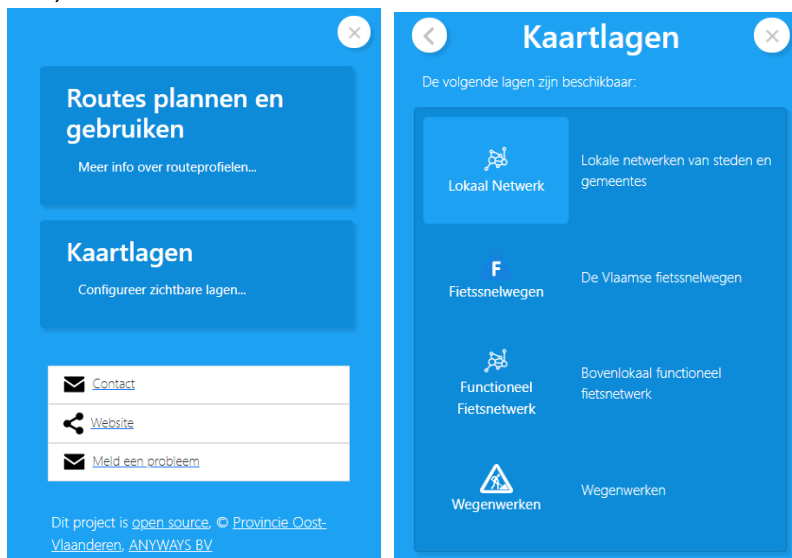 Routes plannen en
gebruiken
Meer info over routeprofielen...
Kaartlagen
Configureer zichtbare lagen...
Contact
Website
Meld een probleem
Dit project is open source, © Provincie Oost-
Vlaanderen, ANYWAYS BV
Kaartlagen
De volgende lagen zijn beschikbaar:
Lokaal Netwerk
Lokale netwerken van steden en
gemeentes
F
Fietssnelwegen
De Vlaamse fietssnelwegen
Functioneel
Fietsnetwerk
Bovenlokaal functioneel
fietsnetwerk
Wegenwerken
Wegenwerken